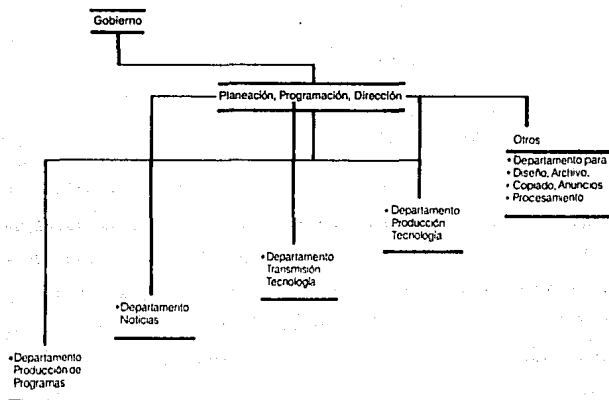 Gobierno
Planeación, Programación, Dirección
Otros
• Departamento para
• Diseño, Archivo,
• Copiado, Anuncios
• Procesamiento
• Departamento
Producción
Tecnología
• Departamento
Transmisión
Tecnología
• Departamento
Noticias
• Departamento
Producción de
Programas